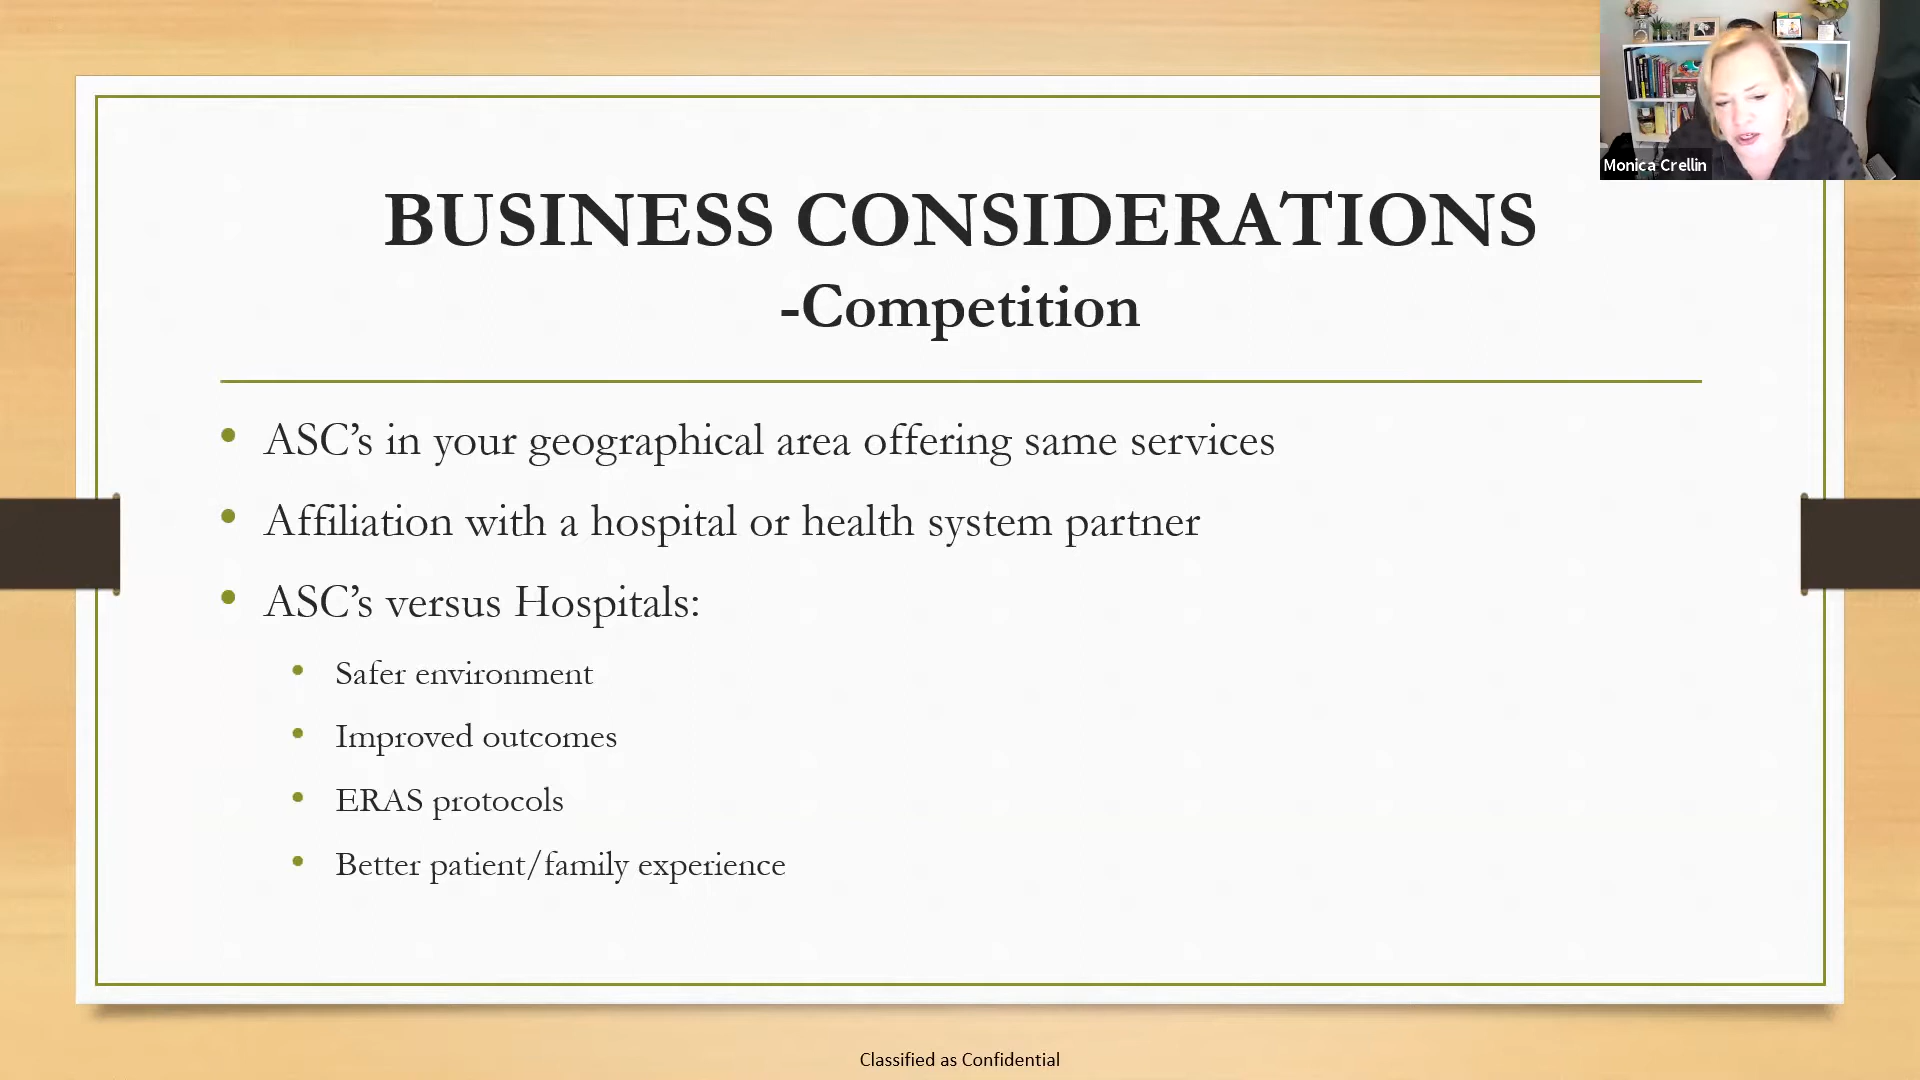 Monica Crellin
BUSINESS CONSIDERATIONS
-Competition
• ASC’s in your geographical area offering same services
• Affiliation with a hospital or health system partner
• ASC’s versus Hospitals:
• Safer environment
• Improved outcomes
• ERAS protocols
• Better patient/family experience
Classified as Confidential